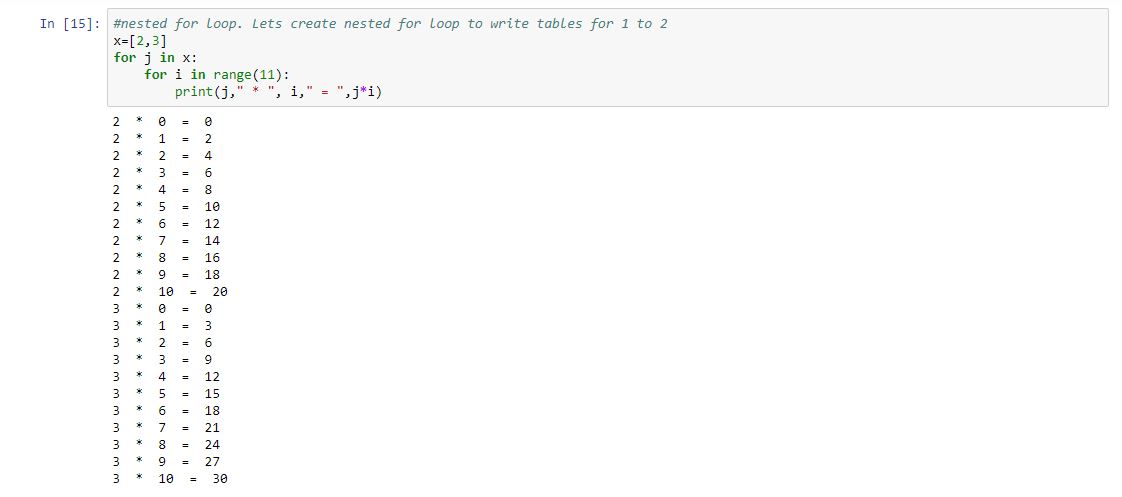 In [15]: #nested for loop. Lets create nested for loop to write tables for 1 to 2
x=[2,3]
for j in x:
    for i in range(11):
        print(j," * ", i," = ",j*i)
2  *  0  =  0
2  *  1  =  2
2  *  2  =  4
2  *  3  =  6
2  *  4  =  8
2  *  5  =  10
2  *  6  =  12
2  *  7  =  14
2  *  8  =  16
2  *  9  =  18
2  *  10  =  20
3  *  0  =  0
3  *  1  =  3
3  *  2  =  6
3  *  3  =  9
3  *  4  =  12
3  *  5  =  15
3  *  6  =  18
3  *  7  =  21
3  *  8  =  24
3  *  9  =  27
3  *  10  =  30